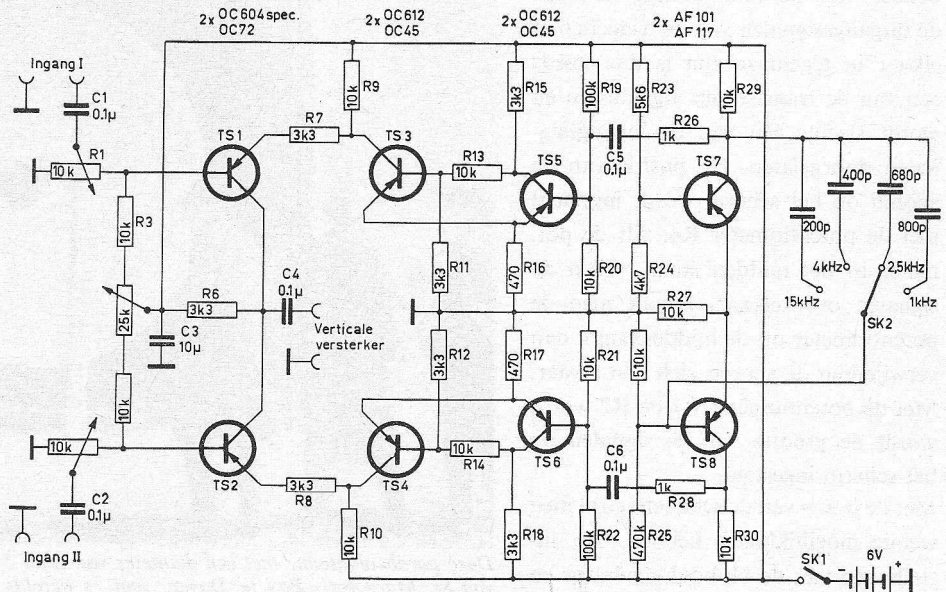 2x OC604 spec.
OC72
2x OC612
OC45
2x OC612
OC45
2x AF101
AF117
Ingang I
C1
0.1µ
R1
10k
R3
10k
25k
10k
10k
C2
0.1µ
Ingang II
TS1
R7
3k3
R9
10k
TS3
R6
3k3
C3
10µ
C4
0.1µ
Verticale
versterker
TS2
R8
3k3
R10
10k
TS4
R13
10k
R11
3k3
R12
3k3
R14
10k
R15
3k3
TS5
R16
470
R17
470
TS6
R18
3k3
R19
100k
C5
0.1µ
R20
10k
R21
10k
C6
0.1µ
R22
100k
R23
5k6
R24
4k7
510k
R25
470k
R26
1k
R27
10k
R28
1k
R29
10k
TS7
TS8
R30
10k
400p
680p
200p
800p
4kHz
2,5kHz
15kHz
1kHz
SK2
SK1
6V
- +